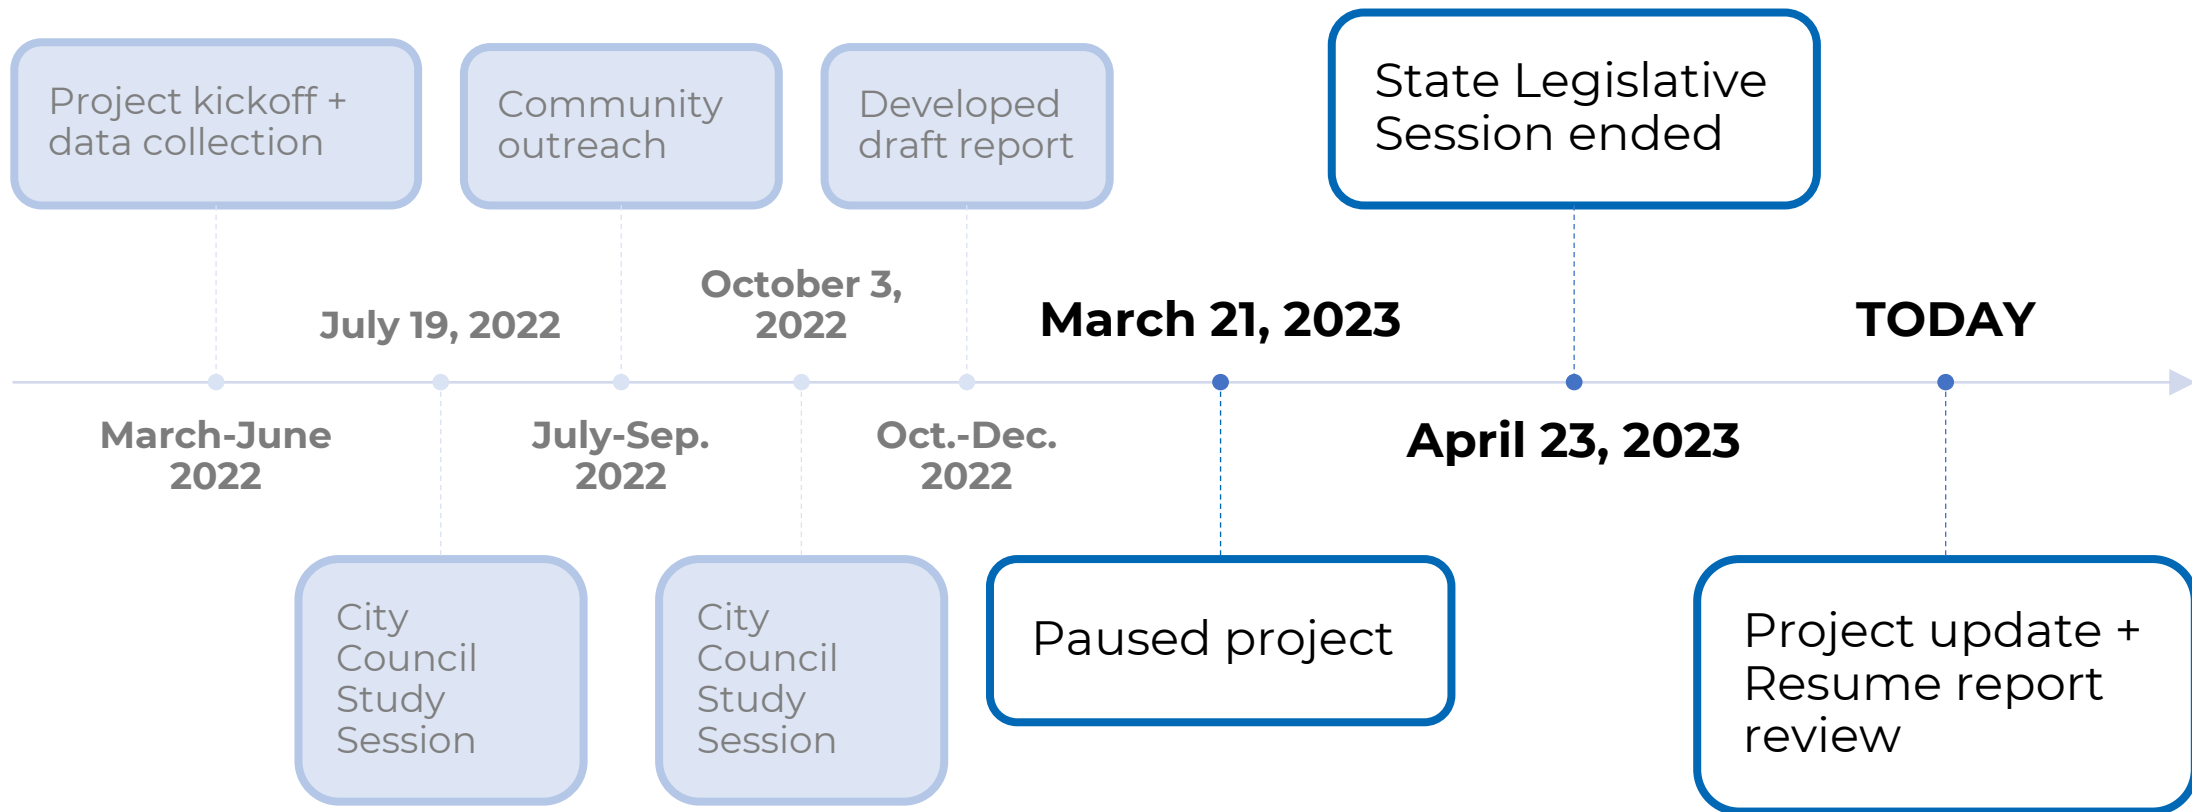 Project kickoff +
data collection
Community
outreach
Developed
draft report
State Legislative
Session ended
July 19, 2022
October 3,
2022
March 21, 2023
TODAY
March-June
2022
July-Sep.
2022
Oct.-Dec.
2022
April 23, 2023
City
Council
Study
Session
City
Council
Study
Session
Paused project
Project update +
Resume report
review